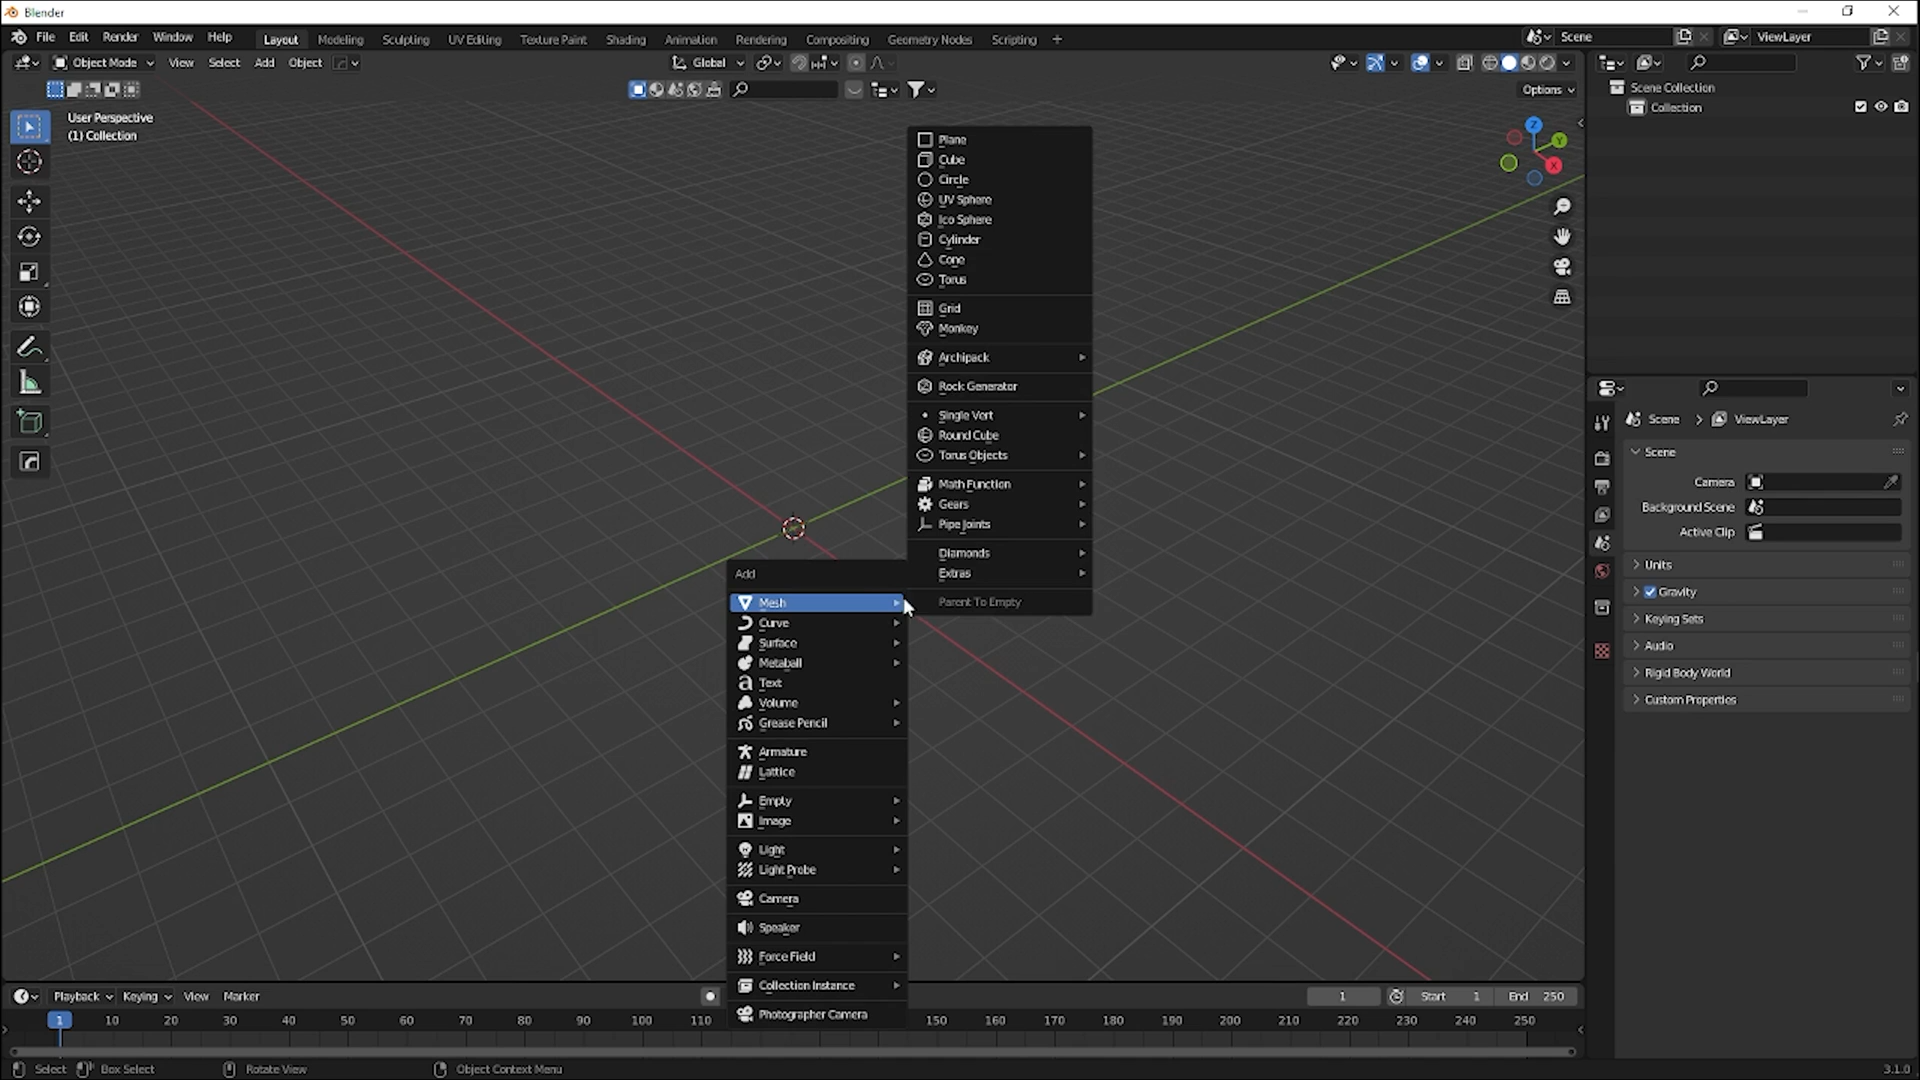 Blender
File Edit Render Window Help Layout Modeling Sculpting UV Editing Texture Paint Shading Animation Rendering Compositing Geometry Nodes Scripting + Scene ViewLayer
Object Mode View Select Add Object Global
Options
User Perspective
(1) Collection
Z
Y
X
Plane
Cube
Circle
UV Sphere
Ico Sphere
Cylinder
Cone
Torus
Grid
Monkey
Archipack
Rock Generator
Single Vert
Round Cube
Torus Objects
Math Function
Gears
Pipe Joints
Diamonds
Extras
Parent To Empty
Add
Mesh
Curve
Surface
Metaball
Text
Volume
Grease Pencil
Armature
Lattice
Empty
Image
Light
Light Probe
Camera
Speaker
Force Field
Collection Instance
Photographer Camera
Scene Collection
Collection
Scene > ViewLayer
Scene
Camera
Background Scene
Active Clip
Units
Gravity
Keying Sets
Audio
Rigid Body World
Custom Properties
Playback Keying View Marker 1 Start 1 End 250
1 10 20 30 40 50 60 70 80 90 100 110 150 160 170 180 190 200 210 220 230 240 250
Select Box Select Rotate View Object Context Menu 3.1.0